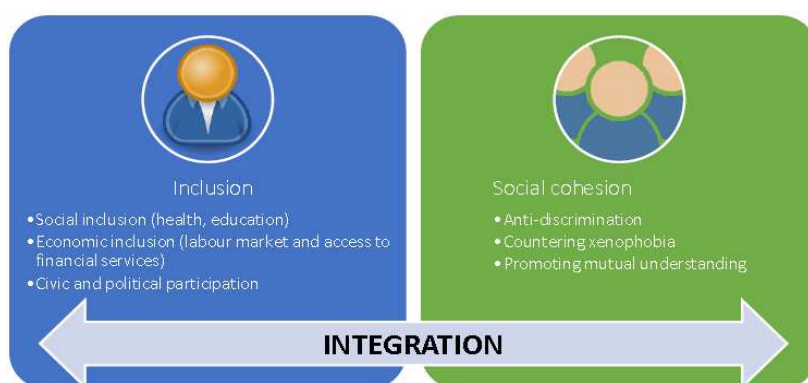 Inclusion
•Social inclusion (health, education)
•Economic inclusion (labour market and access to
financial services)
•Civic and political participation
Social cohesion
•Anti-discrimination
•Countering xenophobia
•Promoting mutual understanding
INTEGRATION